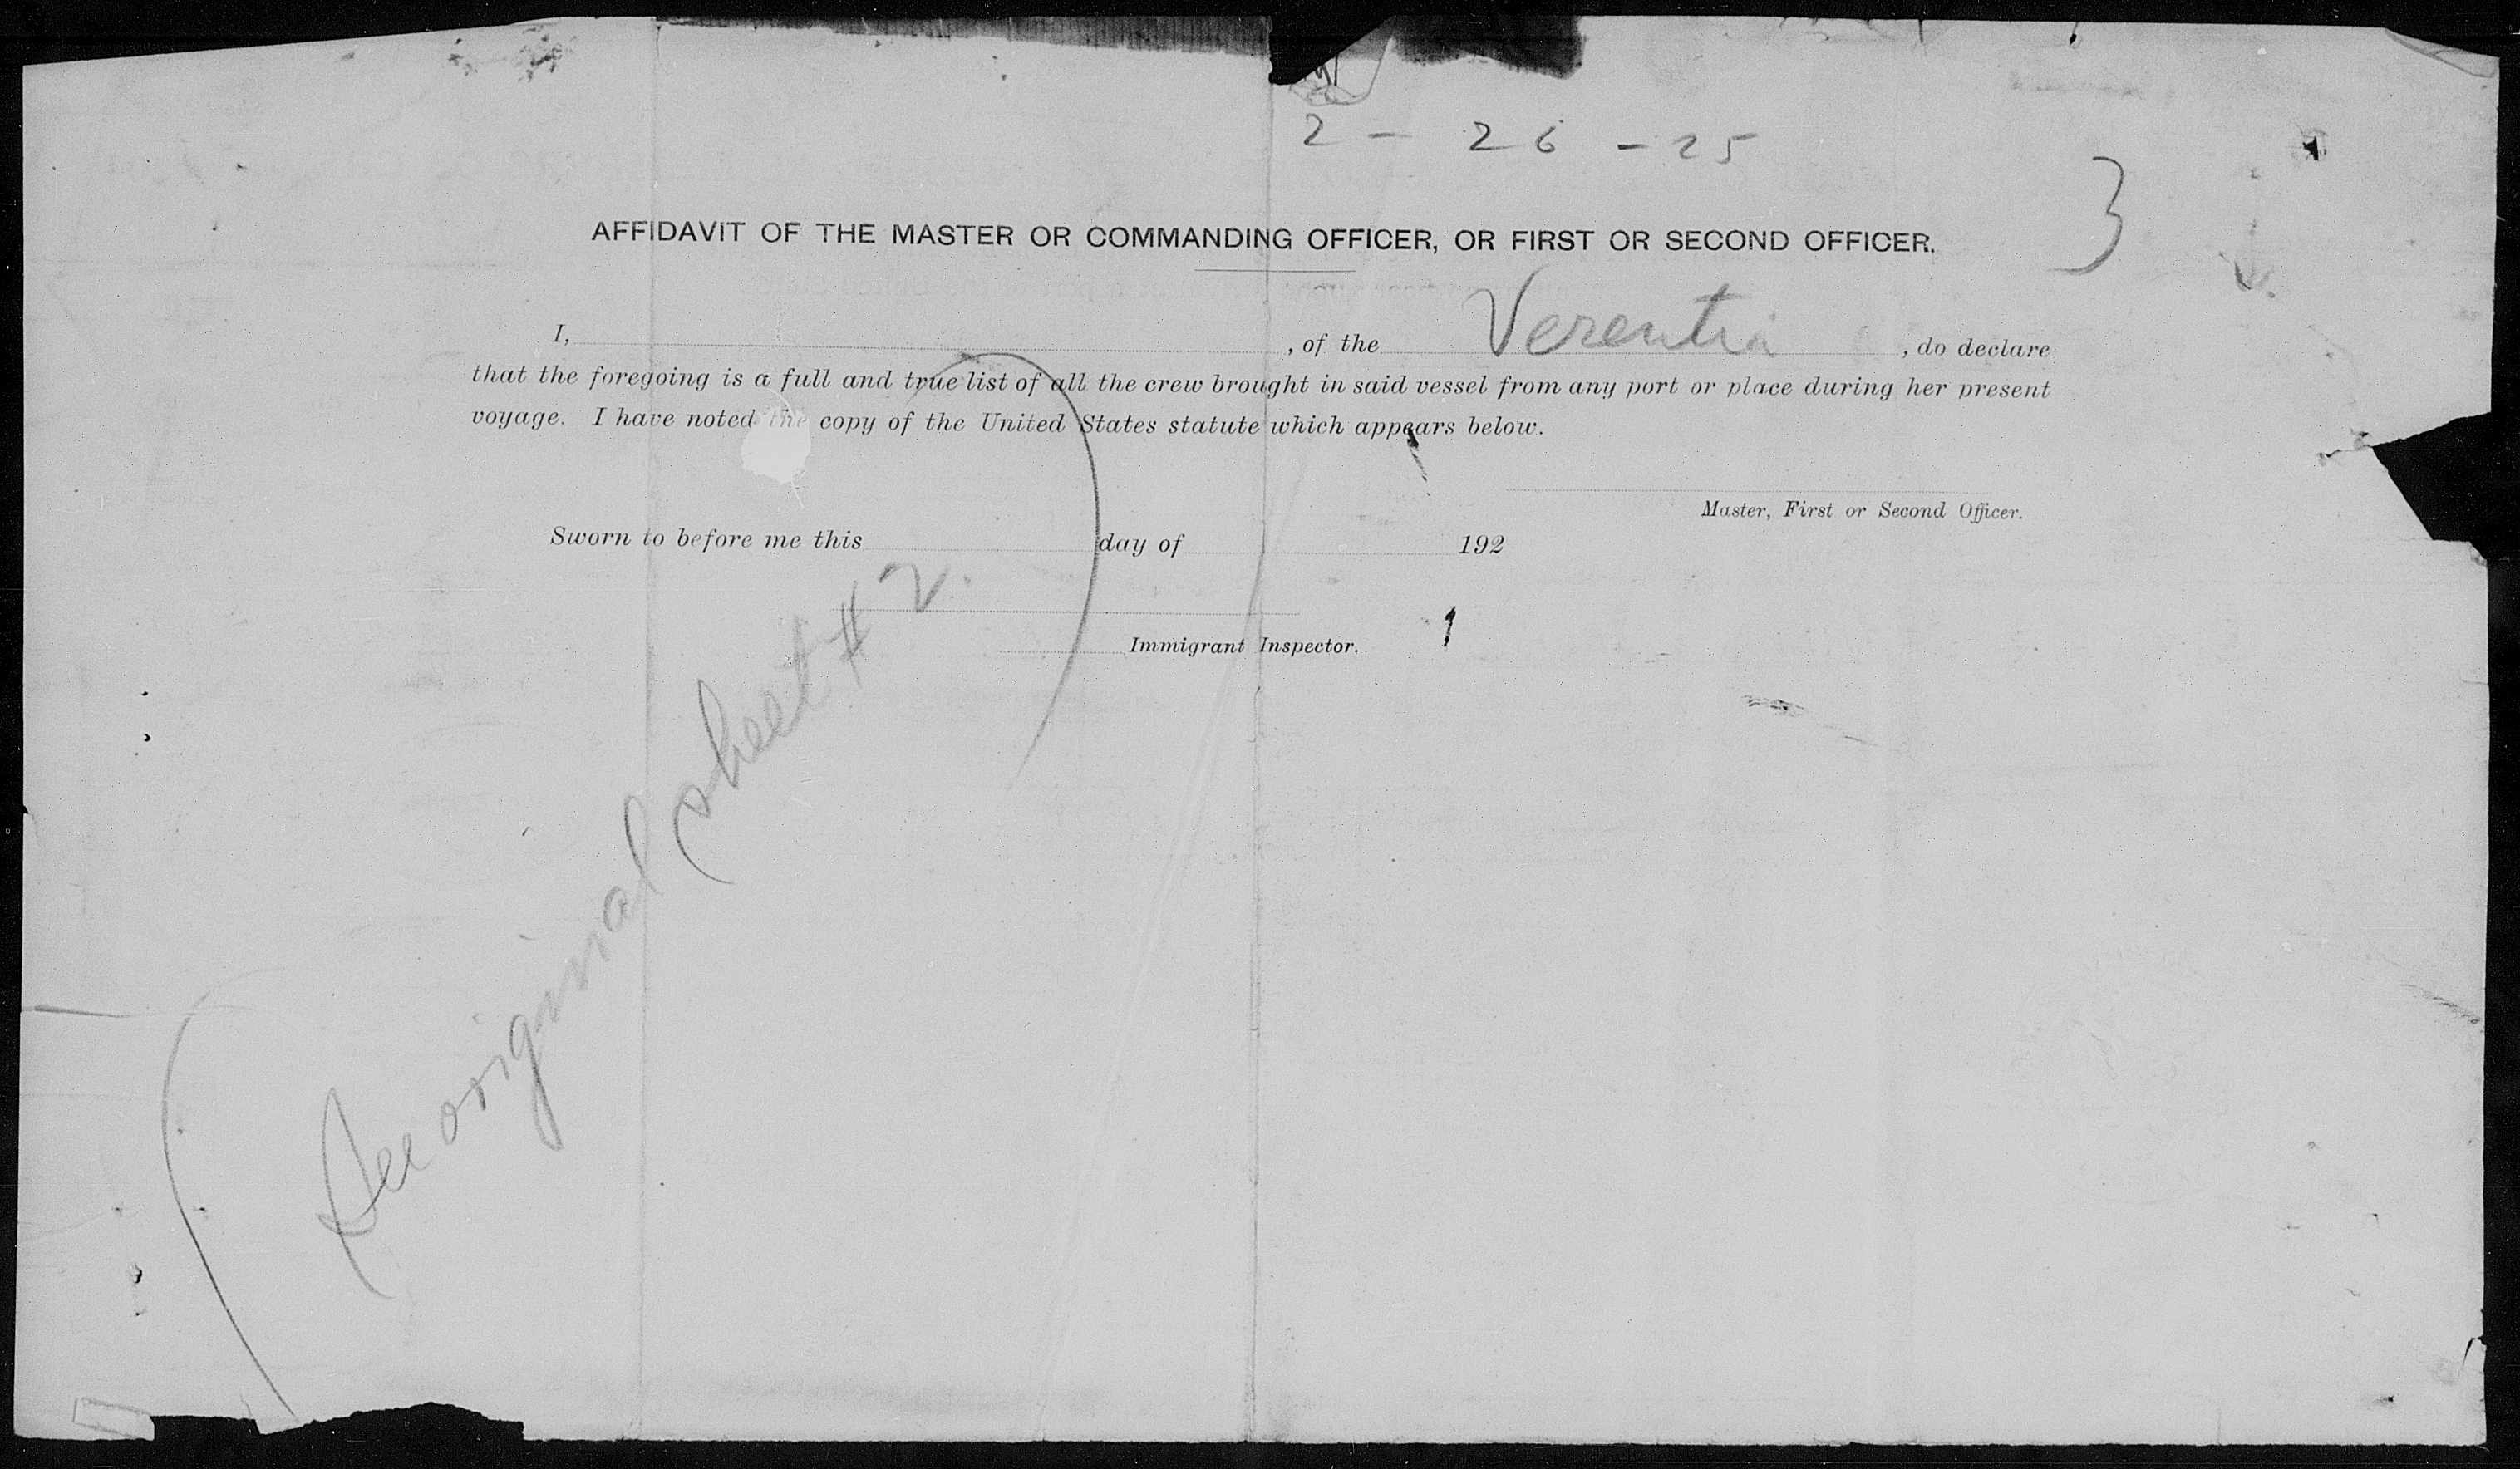 2 - 26 - 25
3
AFFIDAVIT OF THE MASTER OR COMMANDING OFFICER, OR FIRST OR SECOND OFFICER.
I, , of the Verentia , do declare
that the foregoing is a full and true list of all the crew brought in said vessel from any port or place during her present
voyage. I have noted the copy of the United States statute which appears below.
Master, First or Second Officer.
Sworn to before me this day of 192
Immigrant Inspector.
See original sheet # 2.